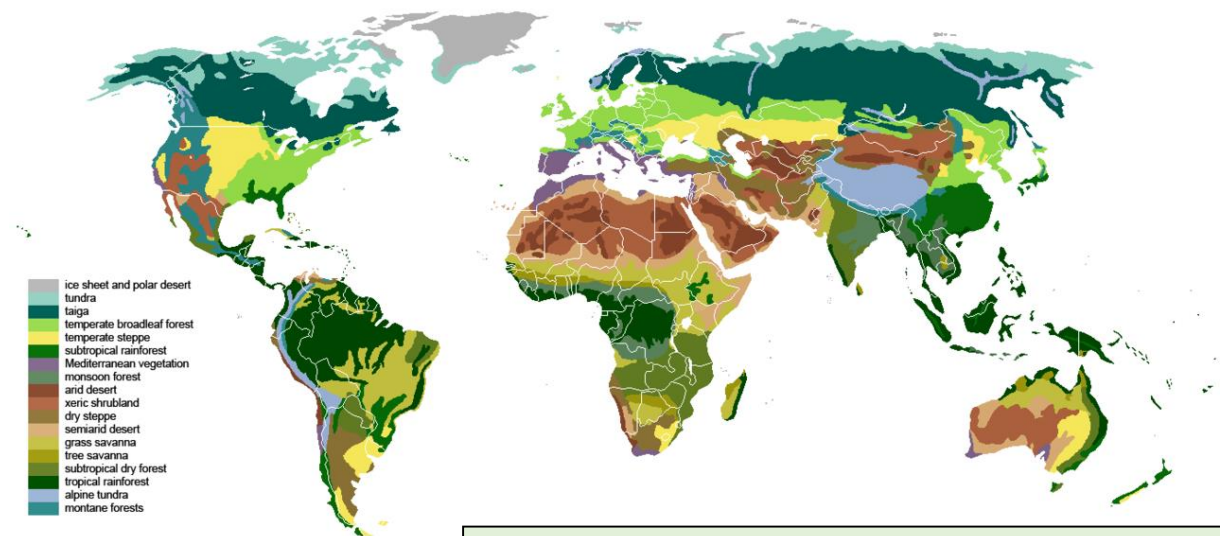 ice sheet and polar desert
tundra
taiga
temperate broadleaf forest
temperate steppe
subtropical rainforest
Mediterranean vegetation
monsoon forest
arid desert
xeric shrubland
dry steppe
semiarid desert
grass savanna
tree savanna
subtropical dry forest
tropical rainforest
alpine tundra
montane forests